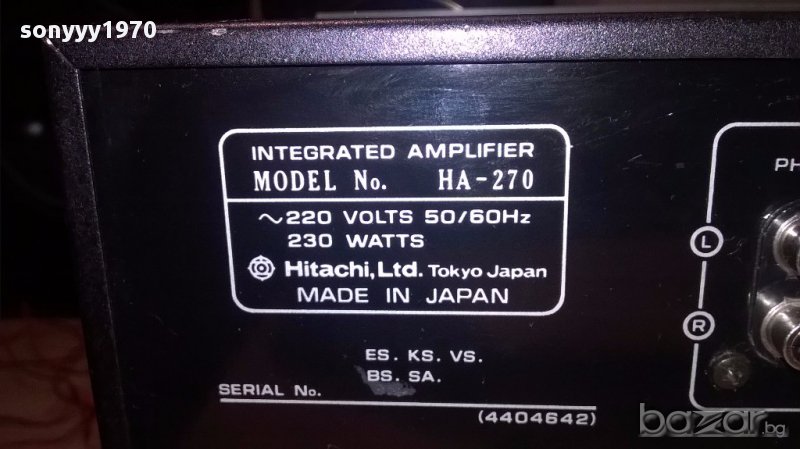 sonyyy1970
INTEGRATED AMPLIFIER
MODEL No. HA-270
~220 VOLTS 50/60Hz
230 WATTS
Hitachi, Ltd. Tokyo Japan
MADE IN JAPAN
ES. KS. VS.
BS. SA.
SERIAL No.
(4404642)
PH
L
R
bazar.bg